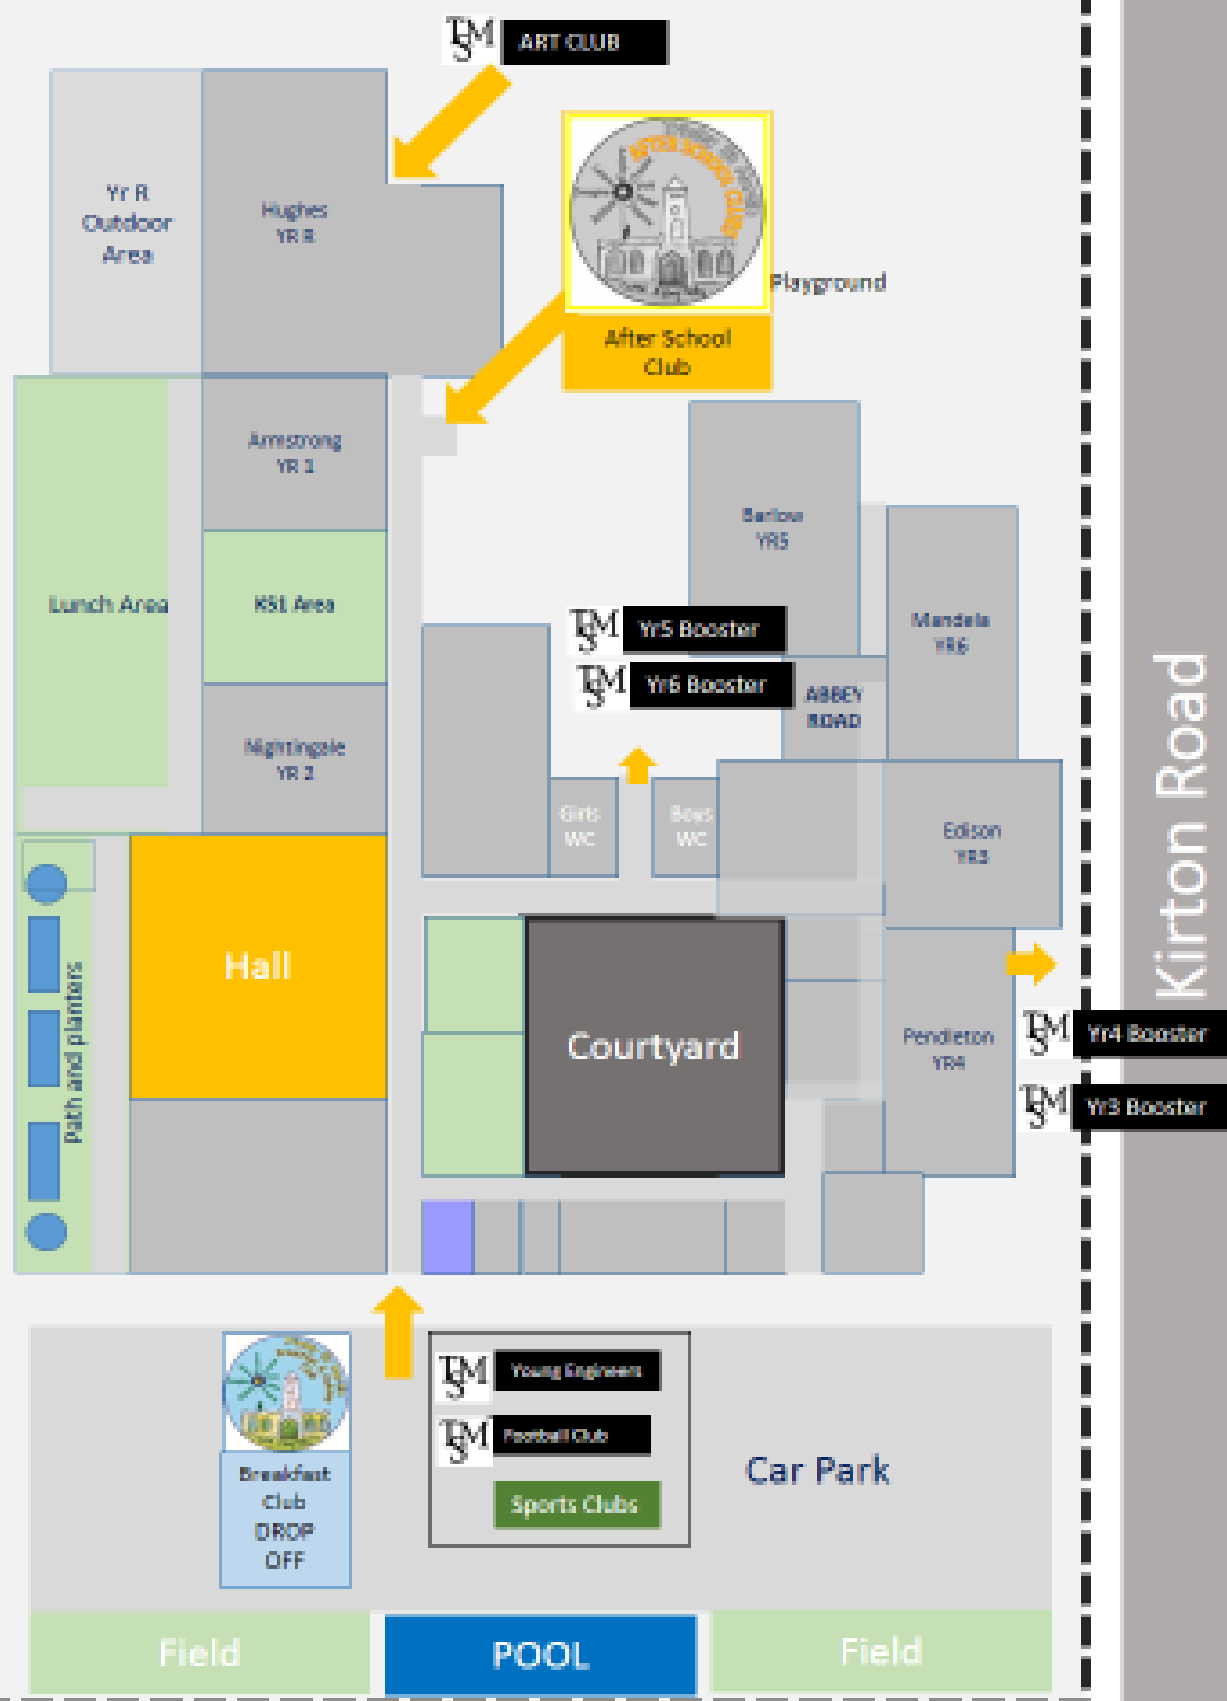 TSM ART CLUB
AFTER SCHOOL CLUB
Yr R
Outdoor
Area
Hughes
YR R
Playground
After School
Club
Armstrong
YR 1
Barlow
YR5
Lunch Area
KS1 Area
Mandela
YR6
TSM Yr5 Booster
TSM Yr6 Booster
ABBEY
ROAD
Nightingale
YR 2
Girls
WC
Boys
WC
Edison
YR3
Kirton Road
Hall
Path and planters
Courtyard
Pendleton
YR4
TSM Yr4 Booster
TSM Yr3 Booster
TSM Young Engineers
TSM Football Club
Sports Clubs
Car Park
Breakfast
Club
DROP
OFF
Field
POOL
Field